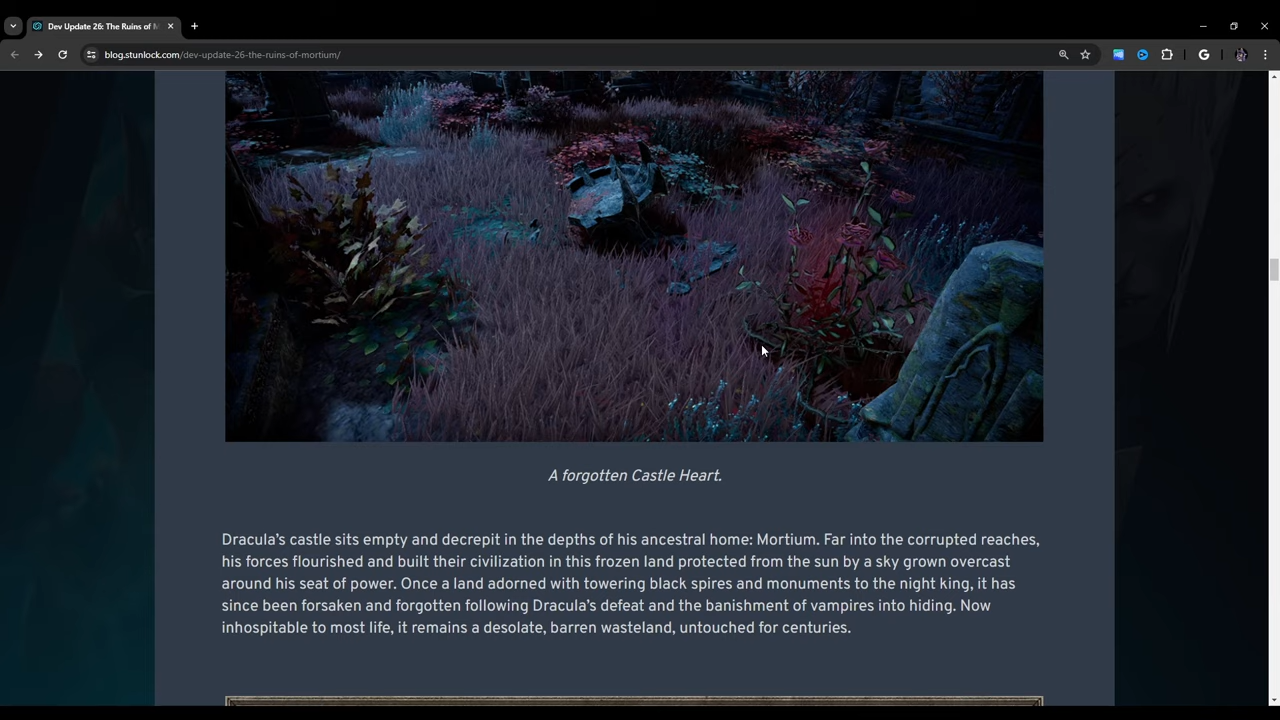 Dev Update 26: The Ruins of M
blog.stunlock.com/dev-update-26-the-ruins-of-mortium/
A forgotten Castle Heart.
Dracula's castle sits empty and decrepit in the depths of his ancestral home: Mortium. Far into the corrupted reaches,
his forces flourished and built their civilization in this frozen land protected from the sun by a sky grown overcast
around his seat of power. Once a land adorned with towering black spires and monuments to the night king, it has
since been forsaken and forgotten following Dracula's defeat and the banishment of vampires into hiding. Now
inhospitable to most life, it remains a desolate, barren wasteland, untouched for centuries.